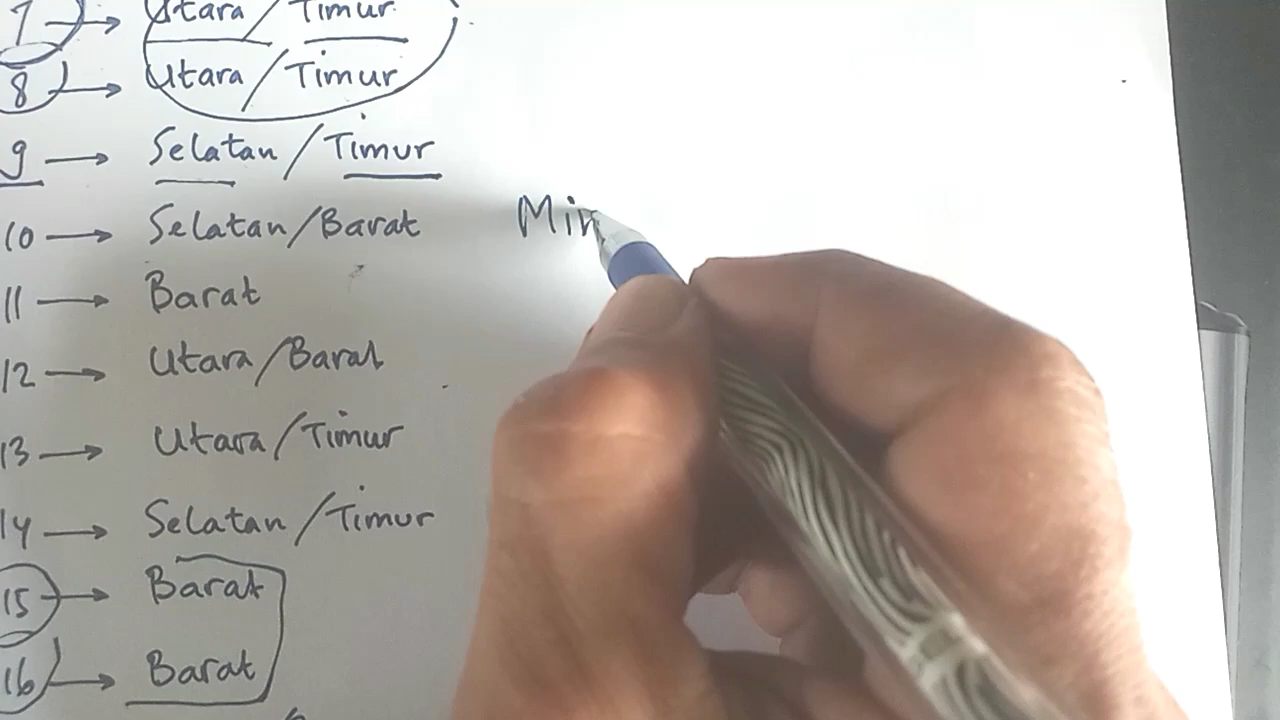 7 → Utara / Timur
8 → Utara / Timur
9 → Selatan / Timur
10 → Selatan/Barat
Min
11 → Barat
12 → Utara/Barat
13 → Utara/Timur
14 → Selatan/Timur
15 → Barat
16 → Barat